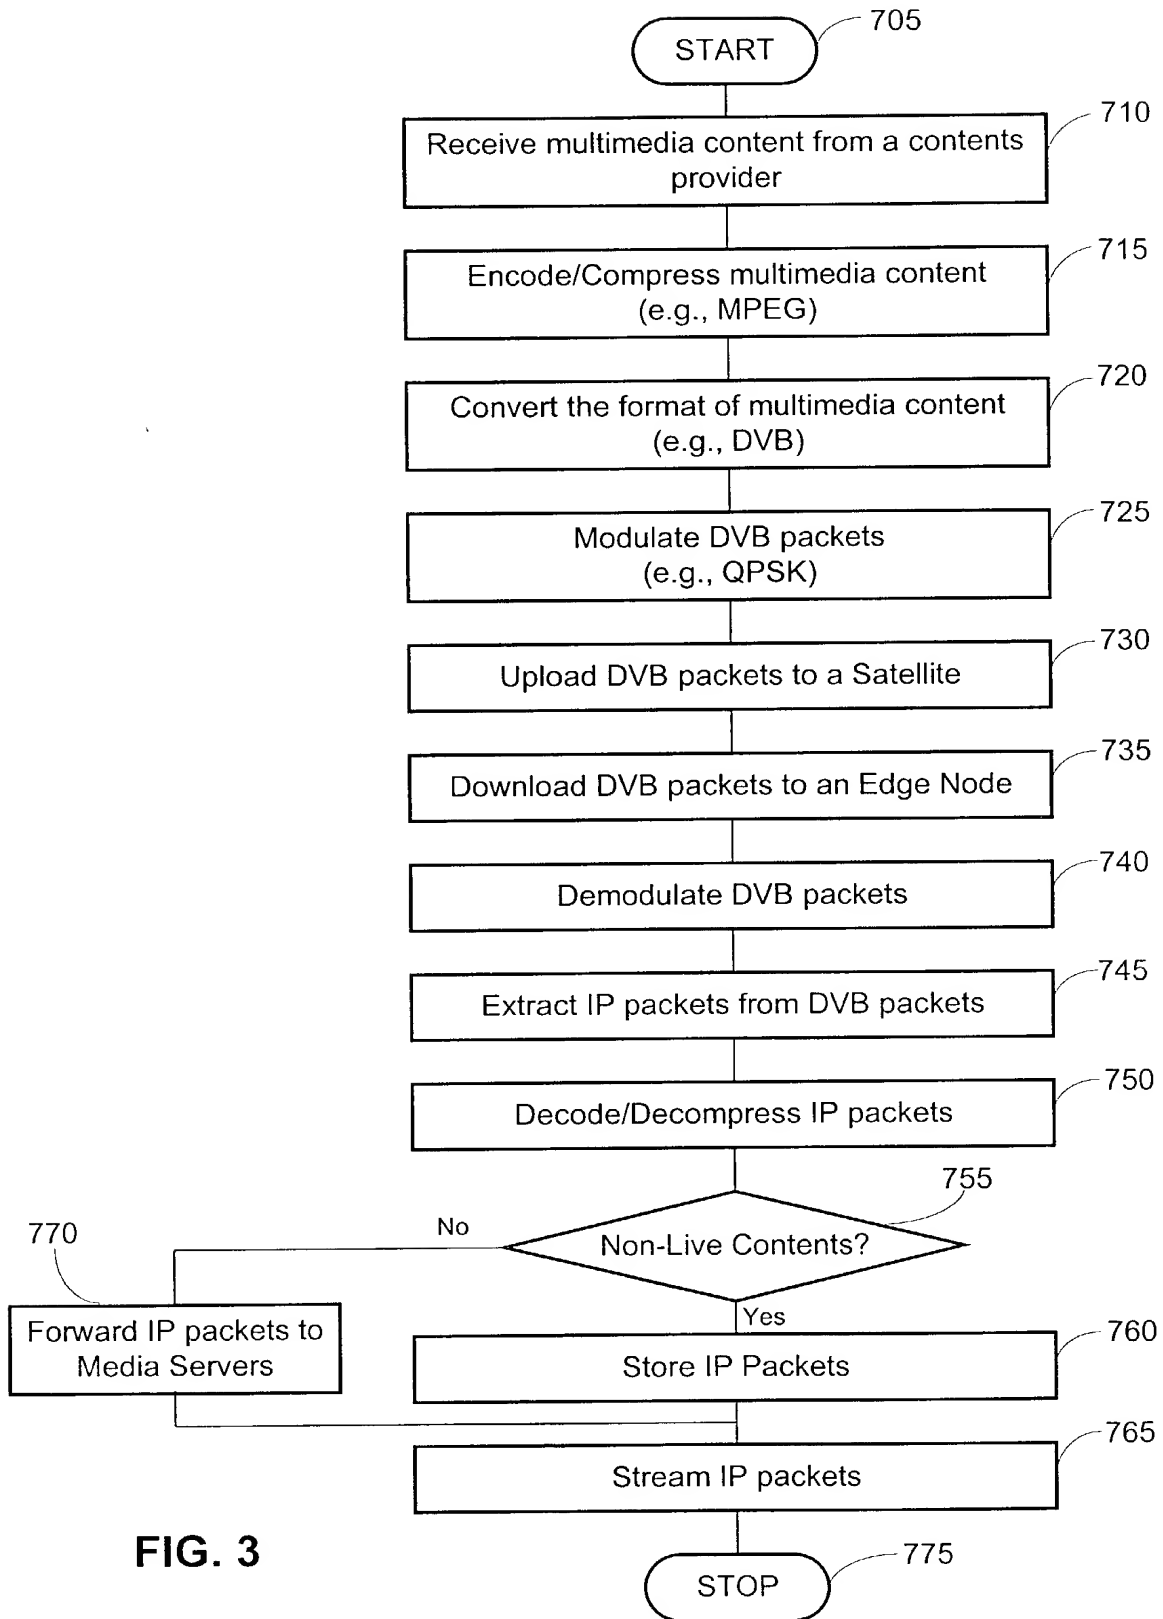 START
705
710
Receive multimedia content from a contents
provider
715
Encode/Compress multimedia content
(e.g., MPEG)
720
Convert the format of multimedia content
(e.g., DVB)
725
Modulate DVB packets
(e.g., QPSK)
730
Upload DVB packets to a Satellite
735
Download DVB packets to an Edge Node
740
Demodulate DVB packets
745
Extract IP packets from DVB packets
750
Decode/Decompress IP packets
755
Non-Live Contents?
No
770
Forward IP packets to
Media Servers
Yes
760
Store IP Packets
765
Stream IP packets
FIG. 3
775
STOP